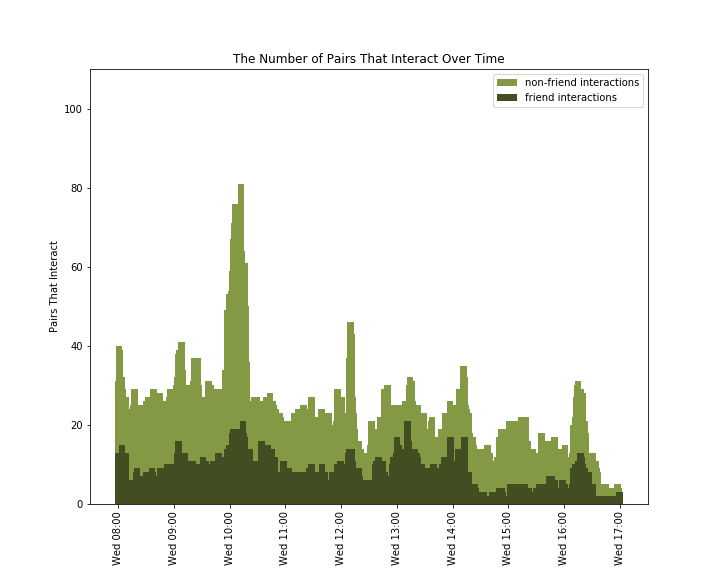 The Number of Pairs That Interact Over Time
non-friend interactions
friend interactions
100
80
60
40
20
0
Pairs That Interact
Wed 08:00
Wed 09:00
Wed 10:00
Wed 11:00
Wed 12:00
Wed 13:00
Wed 14:00
Wed 15:00
Wed 16:00
Wed 17:00